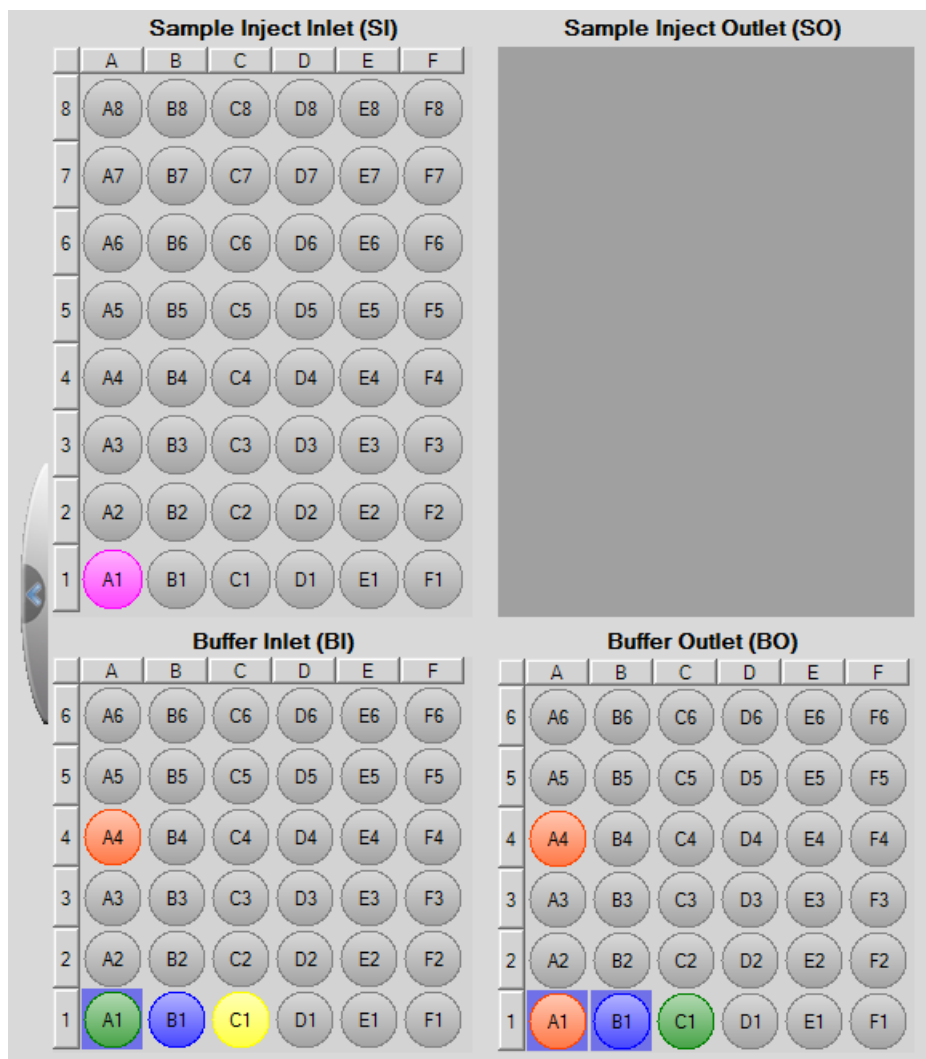 Sample Inject Inlet (SI) Sample Inject Outlet (SO)
A B C D E F
8 A8 B8 C8 D8 E8 F8
7 A7 B7 C7 D7 E7 F7
6 A6 B6 C6 D6 E6 F6
5 A5 B5 C5 D5 E5 F5
4 A4 B4 C4 D4 E4 F4
3 A3 B3 C3 D3 E3 F3
2 A2 B2 C2 D2 E2 F2
1 A1 B1 C1 D1 E1 F1
Buffer Inlet (BI)
A B C D E F
6 A6 B6 C6 D6 E6 F6
5 A5 B5 C5 D5 E5 F5
4 A4 B4 C4 D4 E4 F4
3 A3 B3 C3 D3 E3 F3
2 A2 B2 C2 D2 E2 F2
1 A1 B1 C1 D1 E1 F1
Buffer Outlet (BO)
A B C D E F
6 A6 B6 C6 D6 E6 F6
5 A5 B5 C5 D5 E5 F5
4 A4 B4 C4 D4 E4 F4
3 A3 B3 C3 D3 E3 F3
2 A2 B2 C2 D2 E2 F2
1 A1 B1 C1 D1 E1 F1